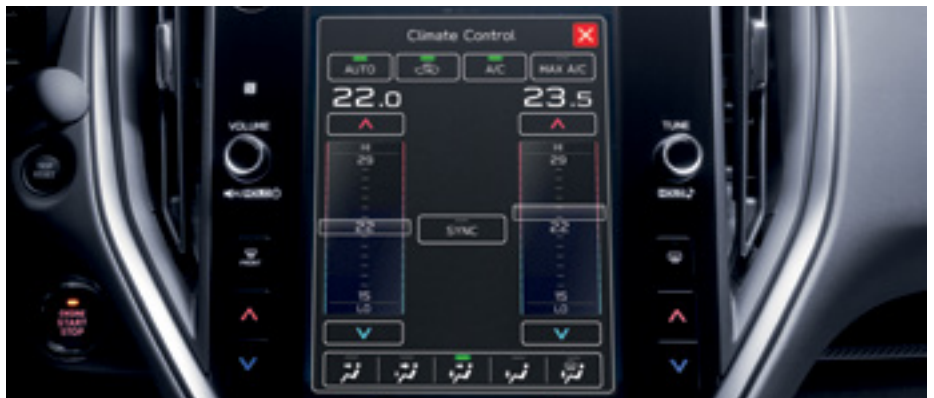 Climate Control
AUTO A/C MAX A/C
22.0 23.5
VOLUME
TUNE
HI HI
29 29
22 22
SYNC
15 15
LO LO
FRONT
ENGINE
START
STOP